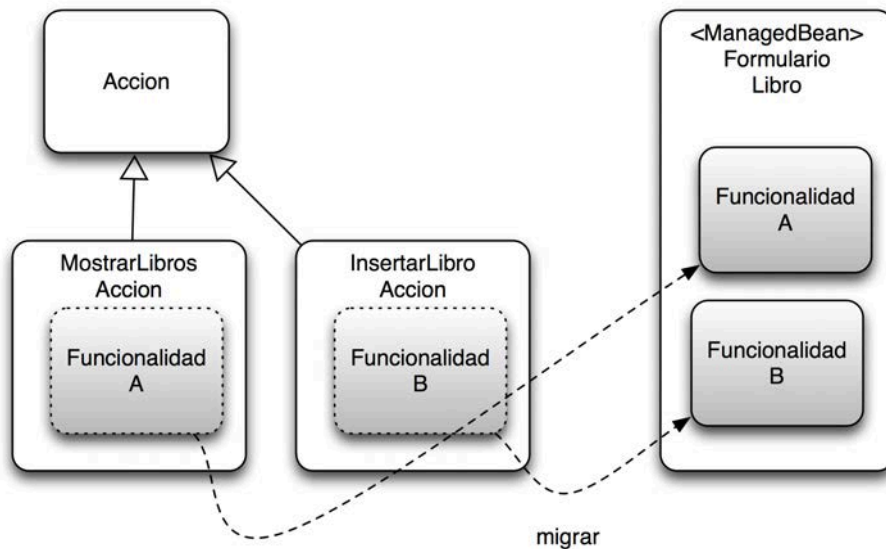 Accion
MostrarLibros
Accion
Funcionalidad
A
InsertarLibro
Accion
Funcionalidad
B
<ManagedBean>
Formulario
Libro
Funcionalidad
A
Funcionalidad
B
migrar